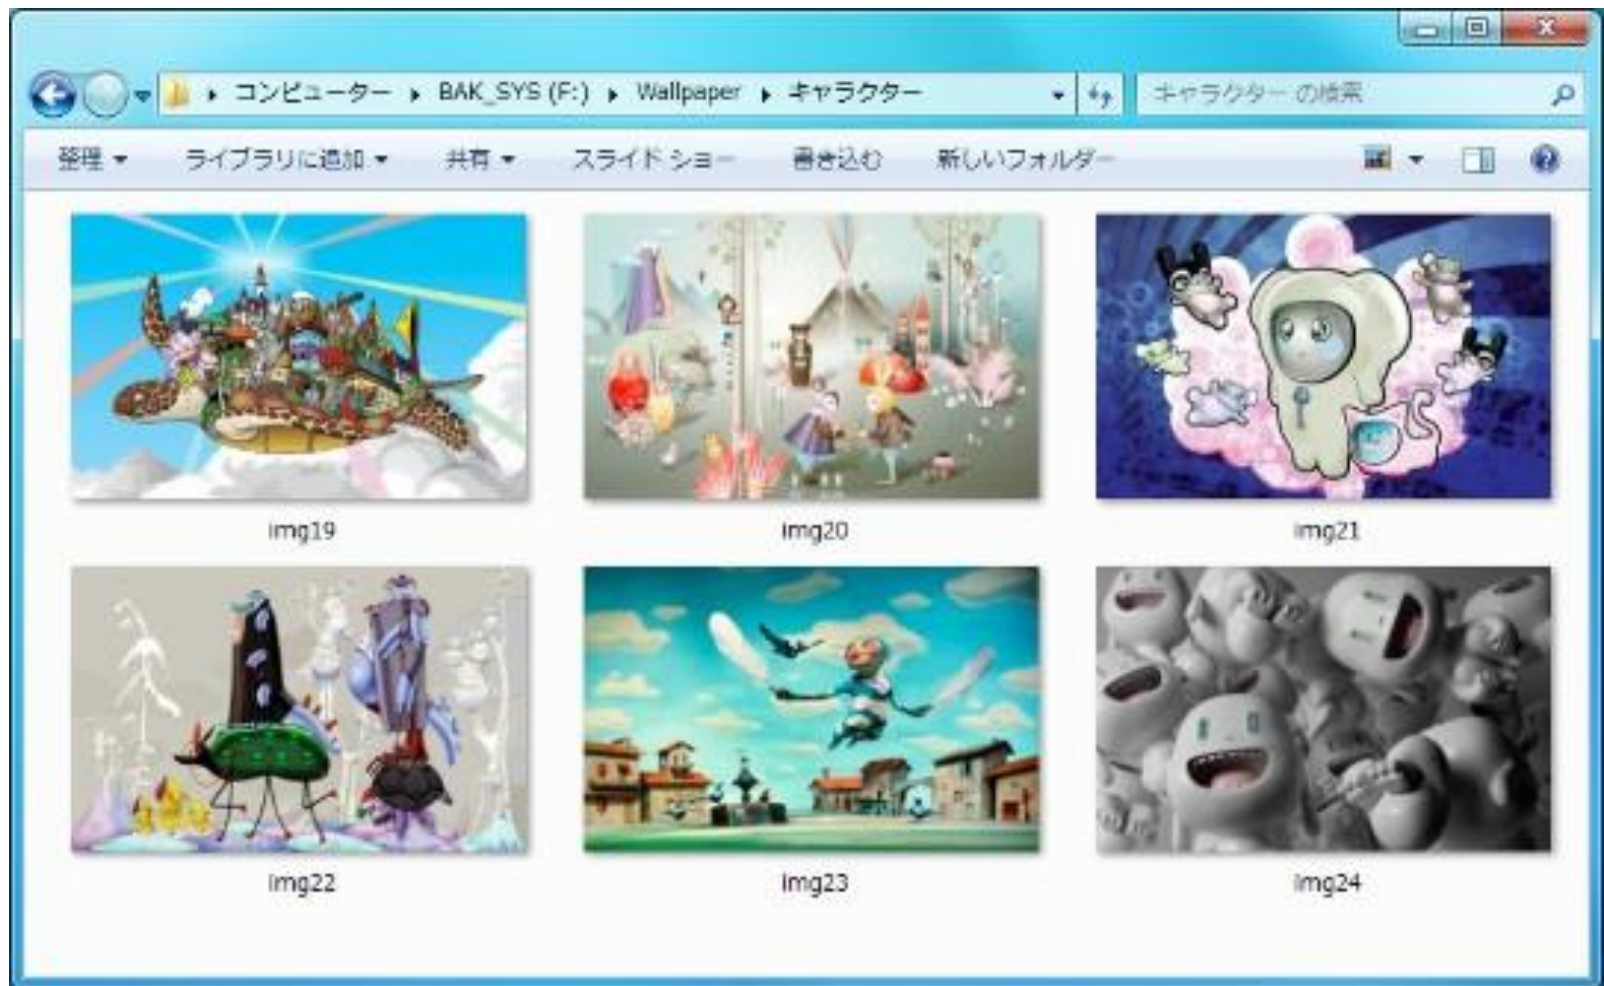 コンピューター ▸ BAK_SYS (F:) ▸ Wallpaper ▸ キャラクター
キャラクター の検索
整理 ライブラリに追加 共有 スライド ショー 書き込む 新しいフォルダー
img19 img20 img21
img22 img23 img24